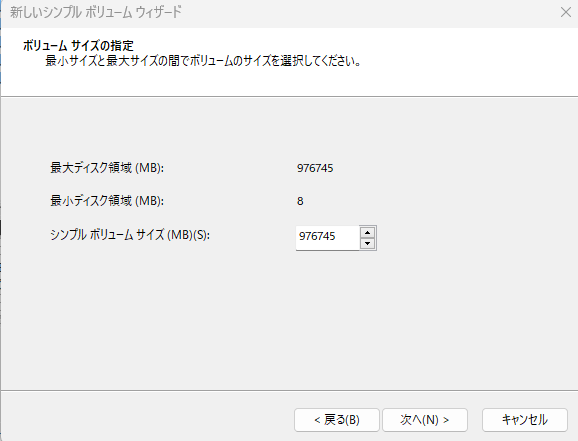 新しいシンプル ボリューム ウィザード
ボリューム サイズの指定
最小サイズと最大サイズの間でボリュームのサイズを選択してください。
最大ディスク領域 (MB): 976745
最小ディスク領域 (MB): 8
シンプル ボリューム サイズ (MB)(S): 976745
< 戻る(B) 次へ(N) > キャンセル